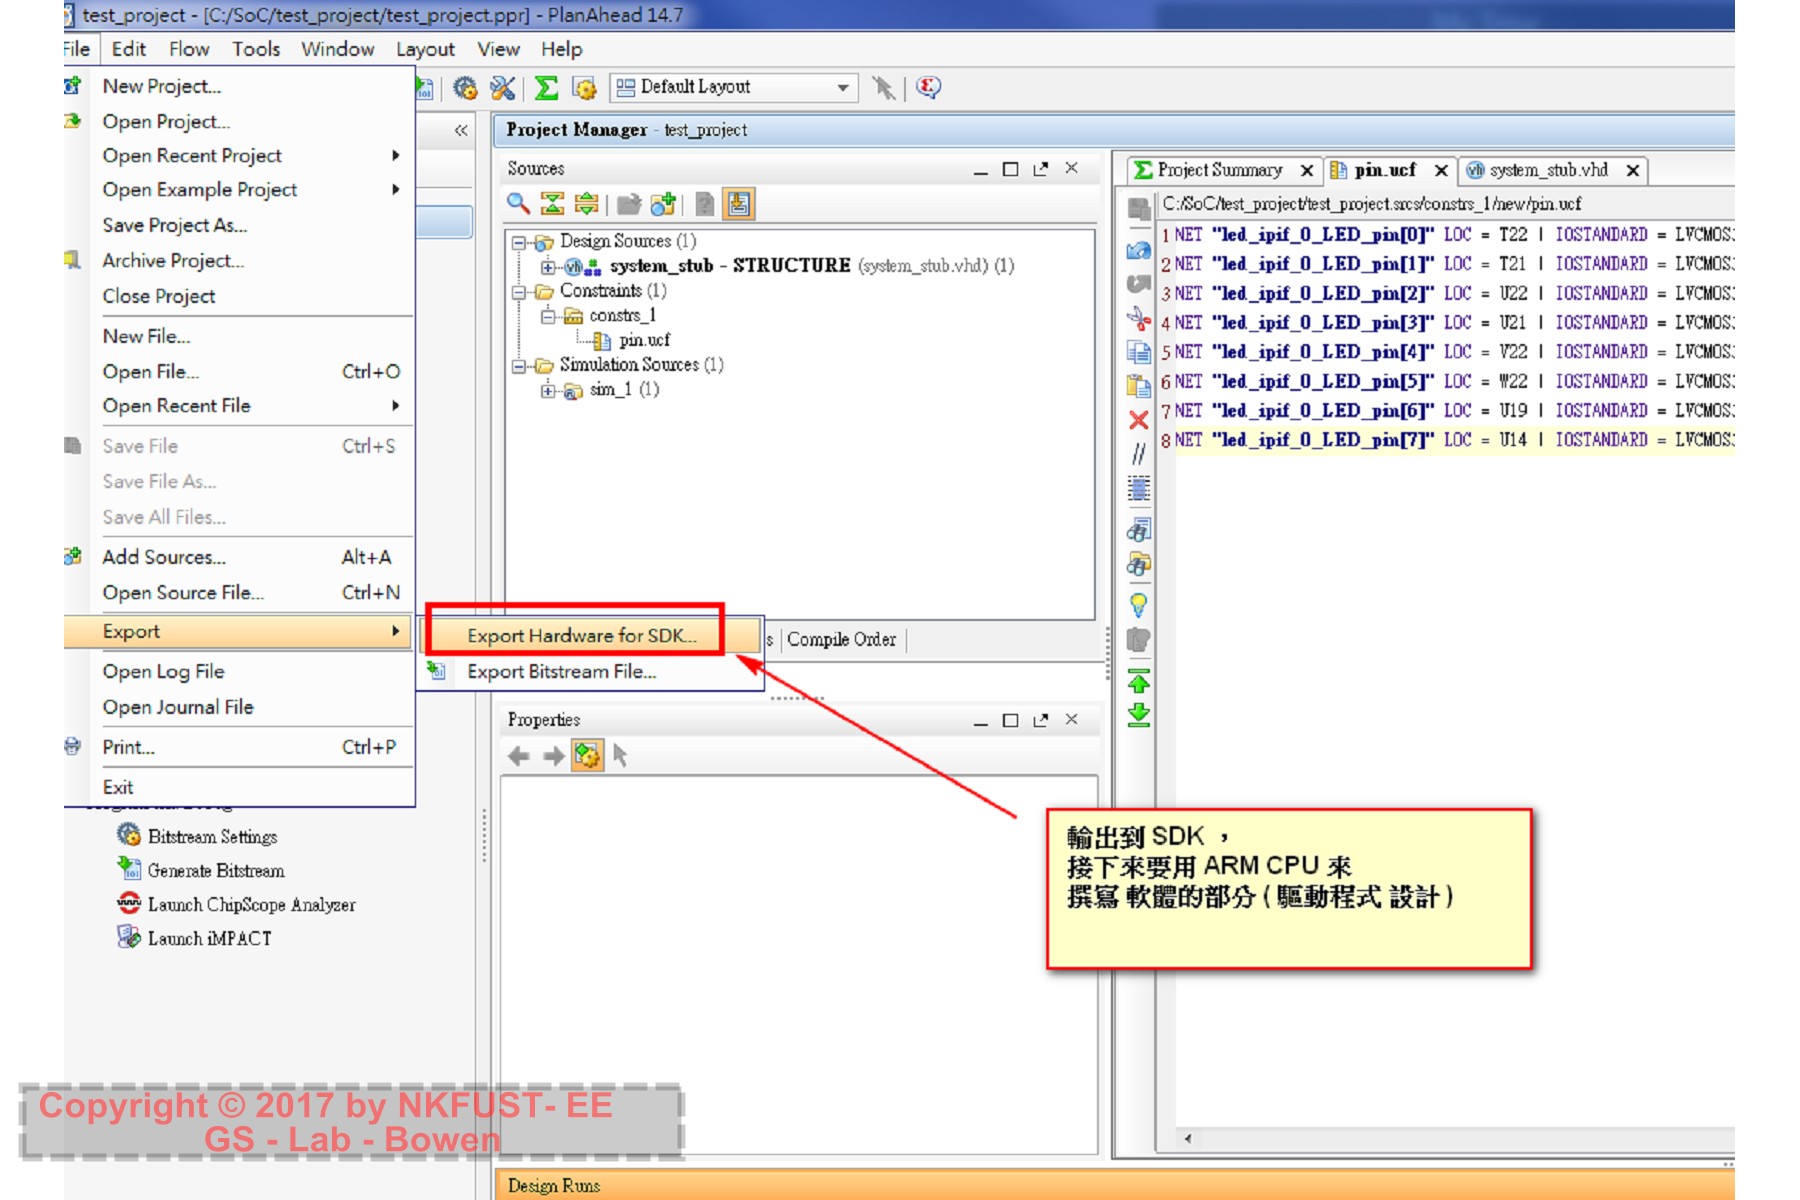 test_project - [C:/SoC/test_project/test_project.ppr] - PlanAhead 14.7
File Edit Flow Tools Window Layout View Help
New Project...
Open Project...
Open Recent Project
Open Example Project
Save Project As...
Archive Project...
Close Project
New File...
Open File... Ctrl+O
Open Recent File
Save File Ctrl+S
Save File As...
Save All Files...
Add Sources... Alt+A
Open Source File... Ctrl+N
Export
Open Log File
Open Journal File
Print... Ctrl+P
Exit
Export Hardware for SDK...
Export Bitstream File...
Bitstream Settings
Generate Bitstream
Launch ChipScope Analyzer
Launch iMPACT
Default Layout
Project Manager - test_project
Sources
Design Sources (1)
system_stub - STRUCTURE (system_stub.vhd) (1)
Constraints (1)
constrs_1
pin.ucf
Simulation Sources (1)
sim_1 (1)
Compile Order
Properties
Project Summary pin.ucf system_stub.vhd
C:/SoC/test_project/test_project.srcs/constrs_1/new/pin.ucf
1 NET "led_ipif_0_LED_pin[0]" LOC = T22 | IOSTANDARD = LVCMOS
2 NET "led_ipif_0_LED_pin[1]" LOC = T21 | IOSTANDARD = LVCMOS
3 NET "led_ipif_0_LED_pin[2]" LOC = U22 | IOSTANDARD = LVCMOS
4 NET "led_ipif_0_LED_pin[3]" LOC = U21 | IOSTANDARD = LVCMOS
5 NET "led_ipif_0_LED_pin[4]" LOC = V22 | IOSTANDARD = LVCMOS
6 NET "led_ipif_0_LED_pin[5]" LOC = W22 | IOSTANDARD = LVCMOS
7 NET "led_ipif_0_LED_pin[6]" LOC = U19 | IOSTANDARD = LVCMOS
8 NET "led_ipif_0_LED_pin[7]" LOC = U14 | IOSTANDARD = LVCMOS
輸出到 SDK ，
接下來要用 ARM CPU 來
撰寫 軟體的部分 ( 驅動程式 設計 )
Copyright © 2017 by NKFUST- EE
GS - Lab - Bowen
Design Runs